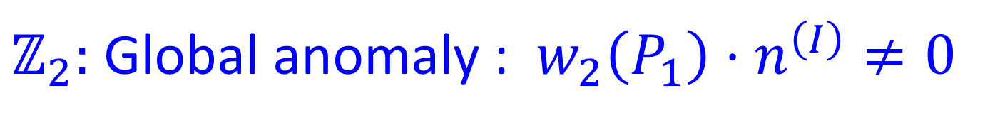 ℤ₂: Global anomaly : w₂(P₁) · n⁽ᴵ⁾ ≠ 0